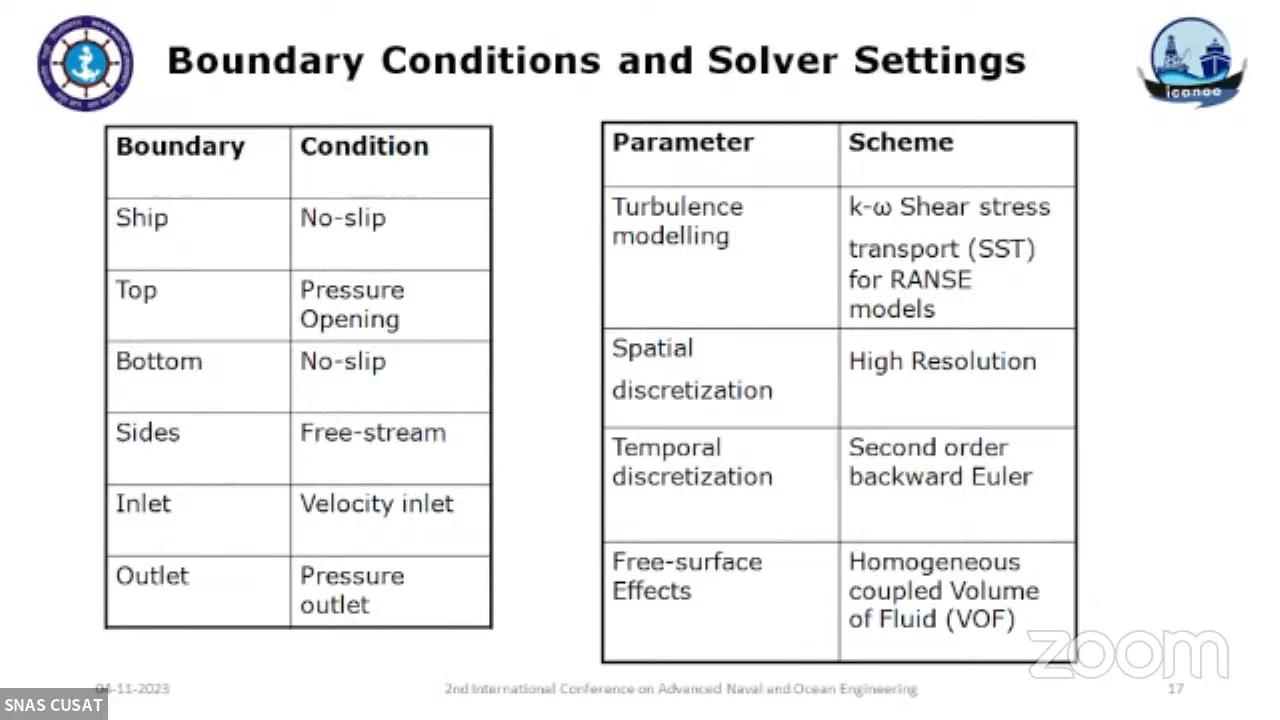 Boundary Conditions and Solver Settings
iconoe
Boundary Condition
Ship No-slip
Top Pressure
Opening
Bottom No-slip
Sides Free-stream
Inlet Velocity inlet
Outlet Pressure
outlet
Parameter Scheme
Turbulence k-ω Shear stress
modelling transport (SST)
for RANSE
models
Spatial High Resolution
discretization
Temporal Second order
discretization backward Euler
Free-surface Homogeneous
Effects coupled Volume
of Fluid (VOF)
zoom
04-11-2023 2nd International Conference on Advanced Naval and Ocean Engineering 17
SNAS CUSAT